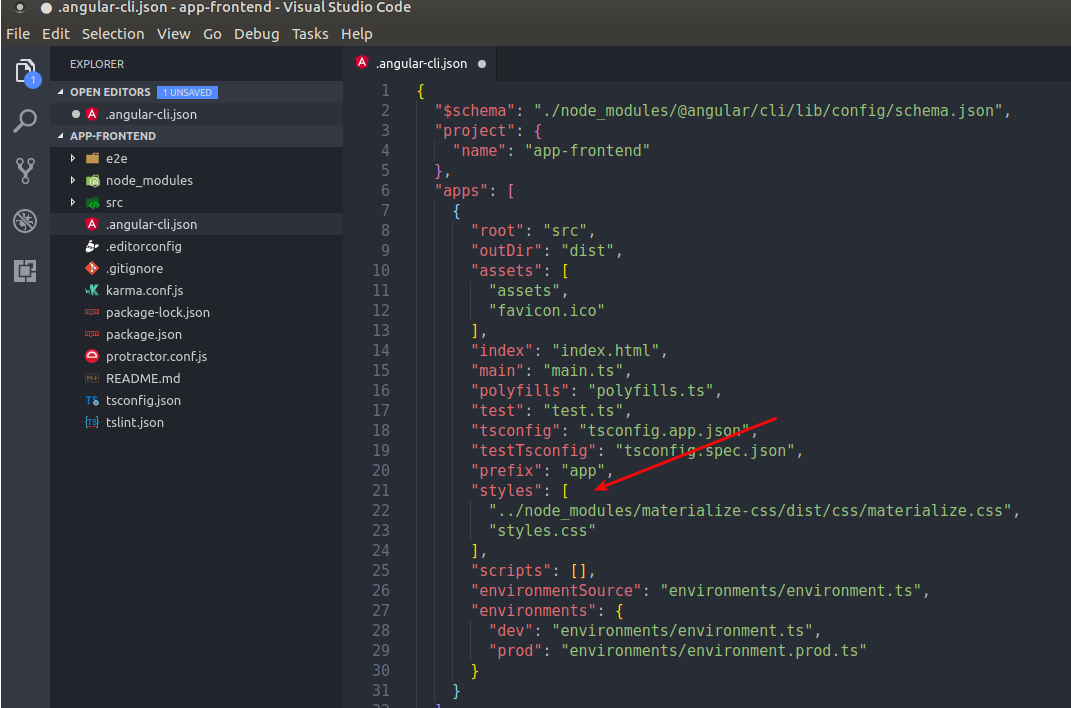 .angular-cli.json - app-frontend - Visual Studio Code
File Edit Selection View Go Debug Tasks Help
1
EXPLORER
OPEN EDITORS 1 UNSAVED
.angular-cli.json
APP-FRONTEND
e2e
node_modules
src
.angular-cli.json
.editorconfig
.gitignore
karma.conf.js
package-lock.json
package.json
protractor.conf.js
README.md
tsconfig.json
tslint.json
.angular-cli.json
1 {
2 "$schema": "./node_modules/@angular/cli/lib/config/schema.json",
3 "project": {
4 "name": "app-frontend"
5 },
6 "apps": [
7 {
8 "root": "src",
9 "outDir": "dist",
10 "assets": [
11 "assets",
12 "favicon.ico"
13 ],
14 "index": "index.html",
15 "main": "main.ts",
16 "polyfills": "polyfills.ts",
17 "test": "test.ts",
18 "tsconfig": "tsconfig.app.json",
19 "testTsconfig": "tsconfig.spec.json",
20 "prefix": "app",
21 "styles": [
22 "../node_modules/materialize-css/dist/css/materialize.css",
23 "styles.css"
24 ],
25 "scripts": [],
26 "environmentSource": "environments/environment.ts",
27 "environments": {
28 "dev": "environments/environment.ts",
29 "prod": "environments/environment.prod.ts"
30 }
31 }